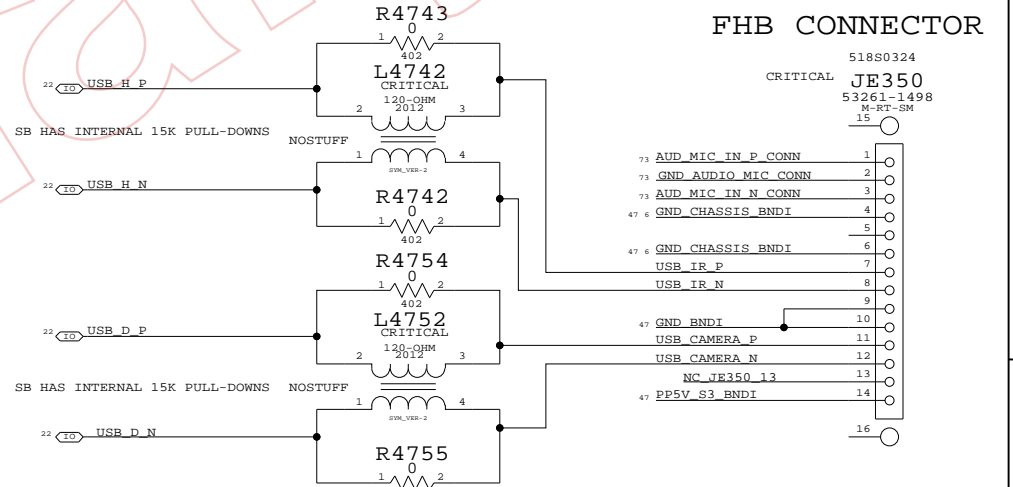 R4743
0
1 2
402
L4742
CRITICAL
120-OHM
2012
2 3
22 IO USB_H_P
SB HAS INTERNAL 15K PULL-DOWNS
NOSTUFF
1 4
SYM_VER-2
22 IO USB_H_N
R4742
0
1 2
402
R4754
0
1 2
402
L4752
CRITICAL
120-OHM
2012
2 3
22 IO USB_D_P
SB HAS INTERNAL 15K PULL-DOWNS NOSTUFF
1 4
SYM_VER-2
22 IO USB_D_N
R4755
0
1 2
FHB CONNECTOR
518S0324
CRITICAL JE350
53261-1498
M-RT-SM
15
73 AUD_MIC_IN_P_CONN 1
73 GND_AUDIO_MIC_CONN 2
73 AUD_MIC_IN_N_CONN 3
47 6 GND_CHASSIS_BNDI 4
5
47 6 GND_CHASSIS_BNDI 6
USB_IR_P 7
USB_IR_N 8
9
47 GND_BNDI 10
USB_CAMERA_P 11
USB_CAMERA_N 12
NC_JE350_13 13
47 PP5V_S3_BNDI 14
16